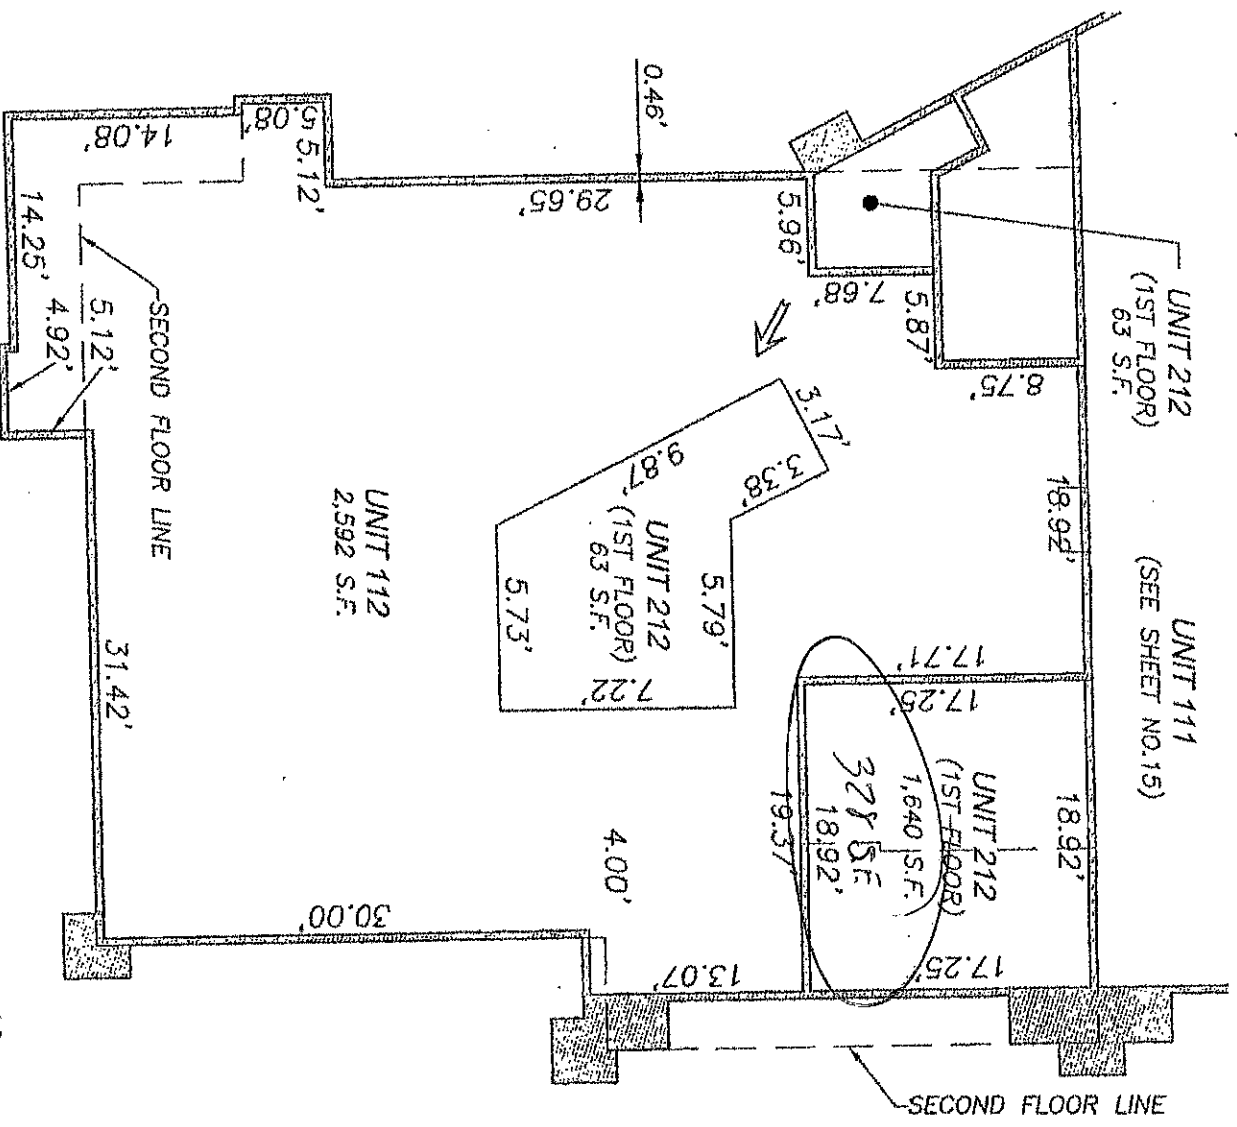 0.46'
5.08'
5.12'
14.08'
14.25'
5.12'
4.92'
SECOND FLOOR LINE
29.65'
5.96'
7.68'
5.87'
8.75'
UNIT 212
(1ST FLOOR)
63 S.F.
18.92'
UNIT 111
(SEE SHEET NO.15)
3.17'
3.38'
9.87'
UNIT 212
(1ST FLOOR)
63 S.F.
5.79'
5.73'
7.22'
UNIT 112
2,592 S.F.
31.42'
17.71'
17.25'
UNIT 212
(1ST FLOOR)
1,640 S.F.
328 S.F.
18.92'
18.92'
19.37'
17.25'
4.00'
13.07'
30.00'
SECOND FLOOR LINE